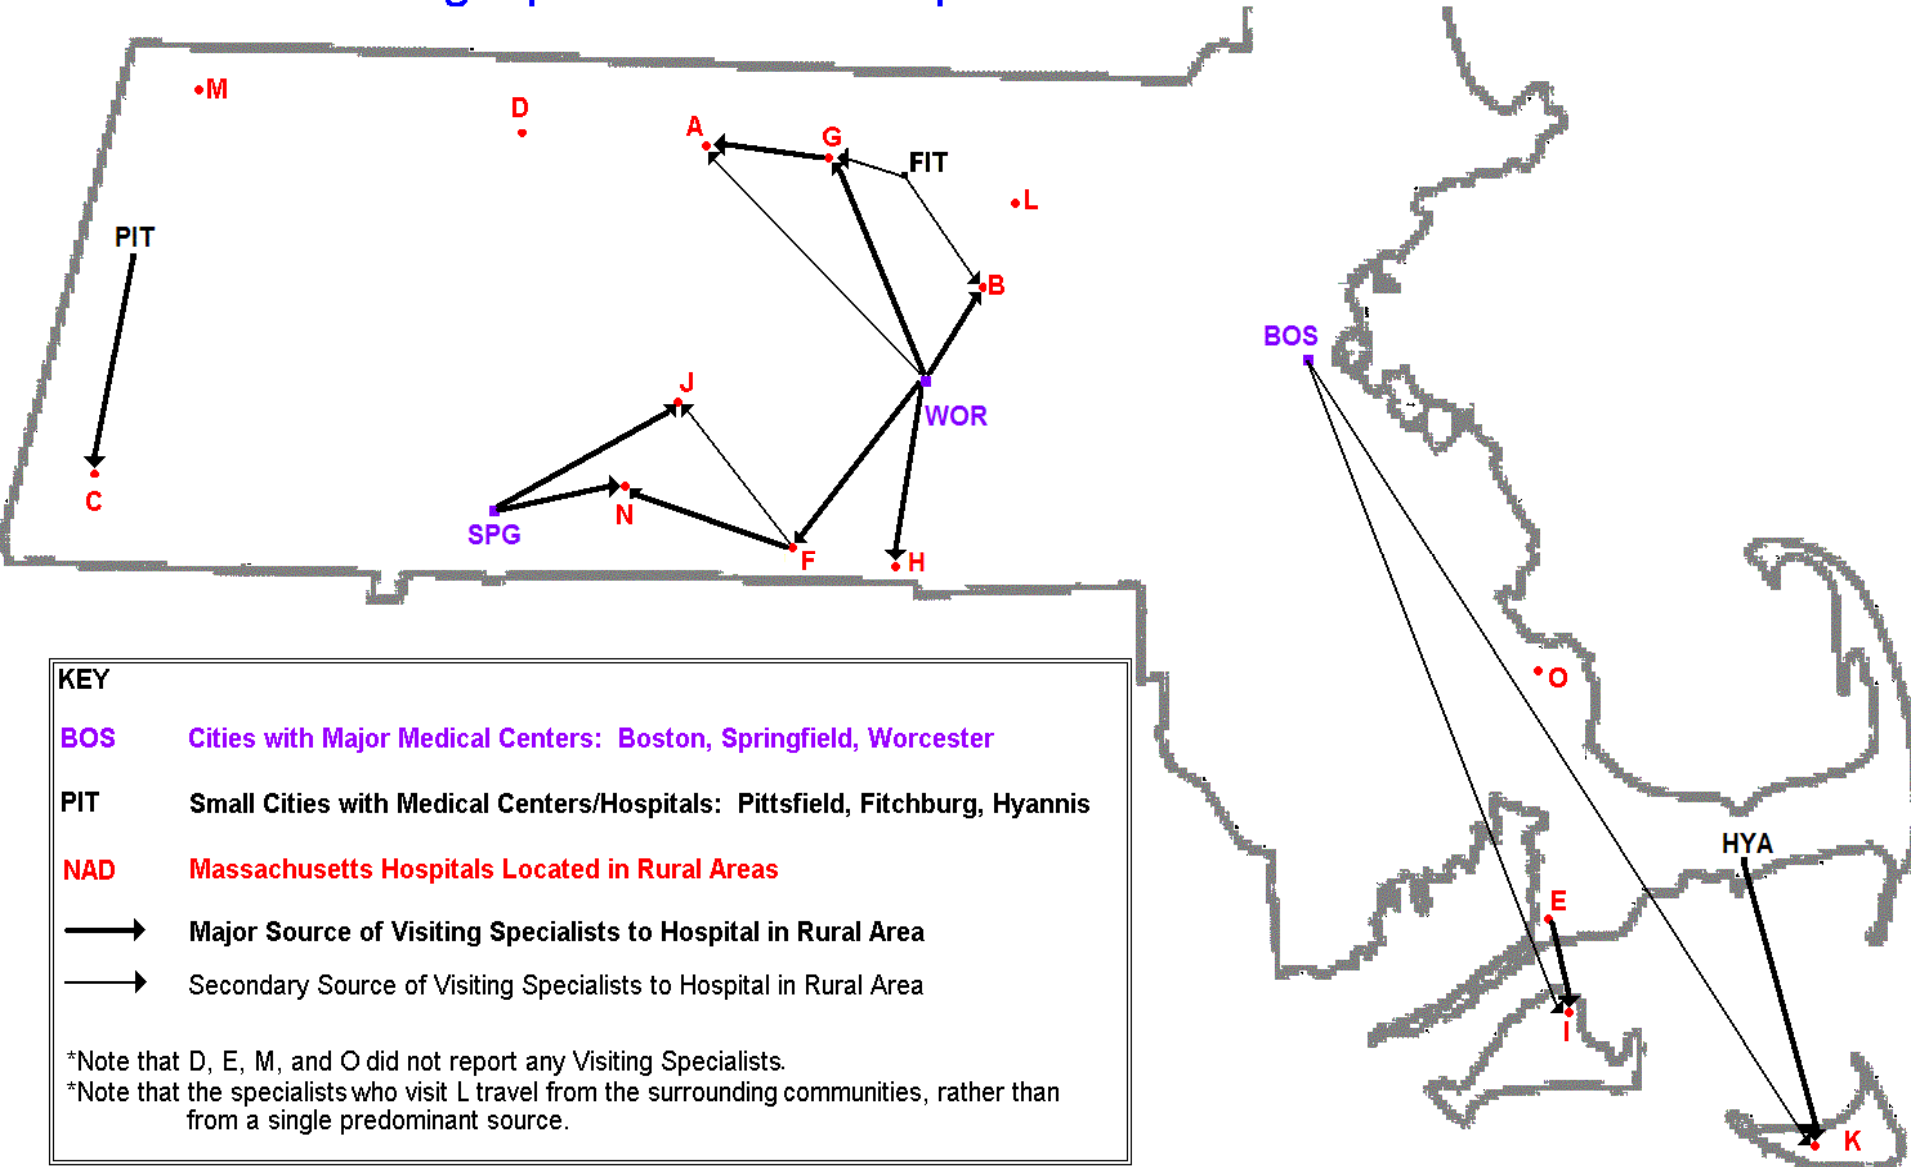 M
D
A
G
FIT
L
PIT
B
BOS
J
WOR
C
N
SPG
F
H
O
HYA
E
I
K
KEY
BOS Cities with Major Medical Centers: Boston, Springfield, Worcester
PIT Small Cities with Medical Centers/Hospitals: Pittsfield, Fitchburg, Hyannis
NAD Massachusetts Hospitals Located in Rural Areas
Major Source of Visiting Specialists to Hospital in Rural Area
Secondary Source of Visiting Specialists to Hospital in Rural Area
*Note that D, E, M, and O did not report any Visiting Specialists.
*Note that the specialists who visit L travel from the surrounding communities, rather than
from a single predominant source.